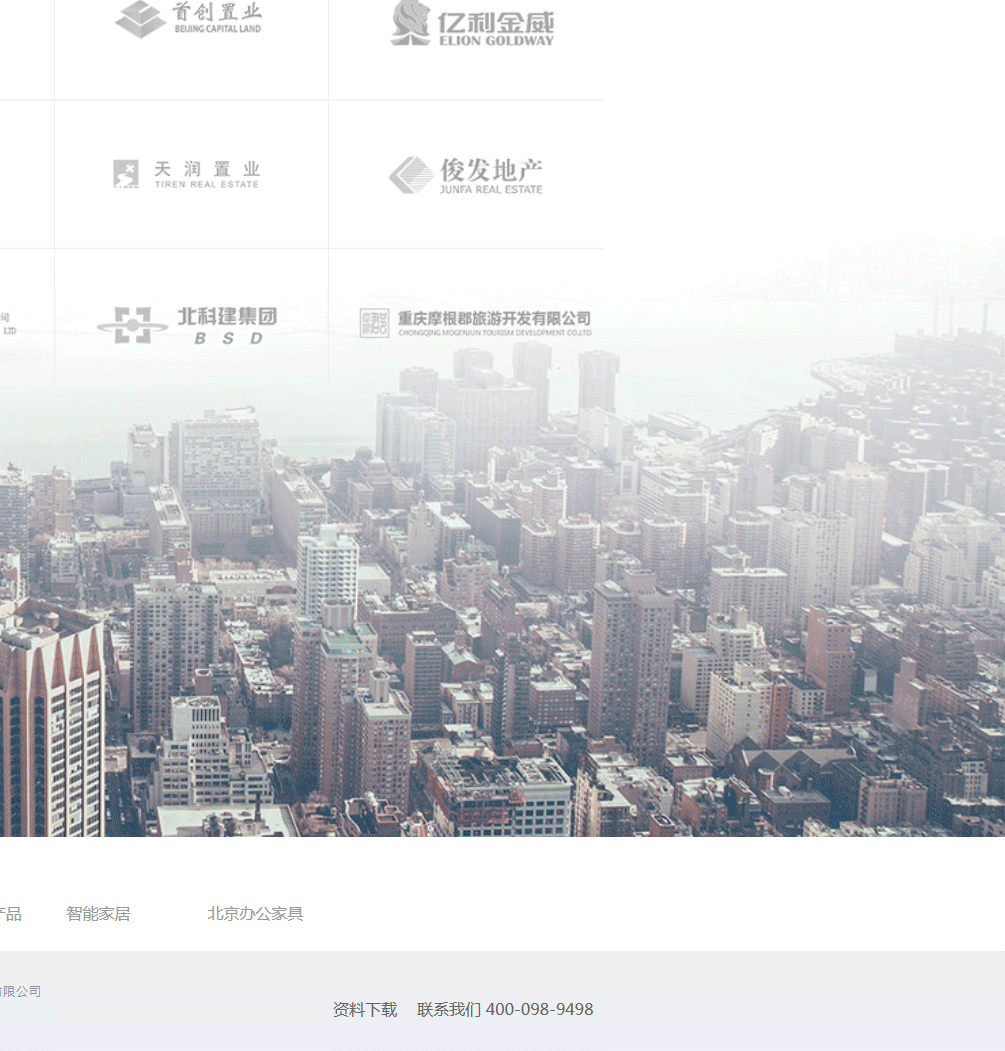 首创置业
BEIJING CAPITAL LAND
亿利金威
ELION GOLDWAY
天润置业
TIREN REAL ESTATE
俊发地产
JUNFA REAL ESTATE
司
LTD
北科建集团
BSD
重庆摩根郡旅游开发有限公司
CHONGQING MOGENJUN TOURISM DEVELOPMENT CO.,LTD.
产品 智能家居 北京办公家具
有限公司
资料下载 联系我们 400-098-9498